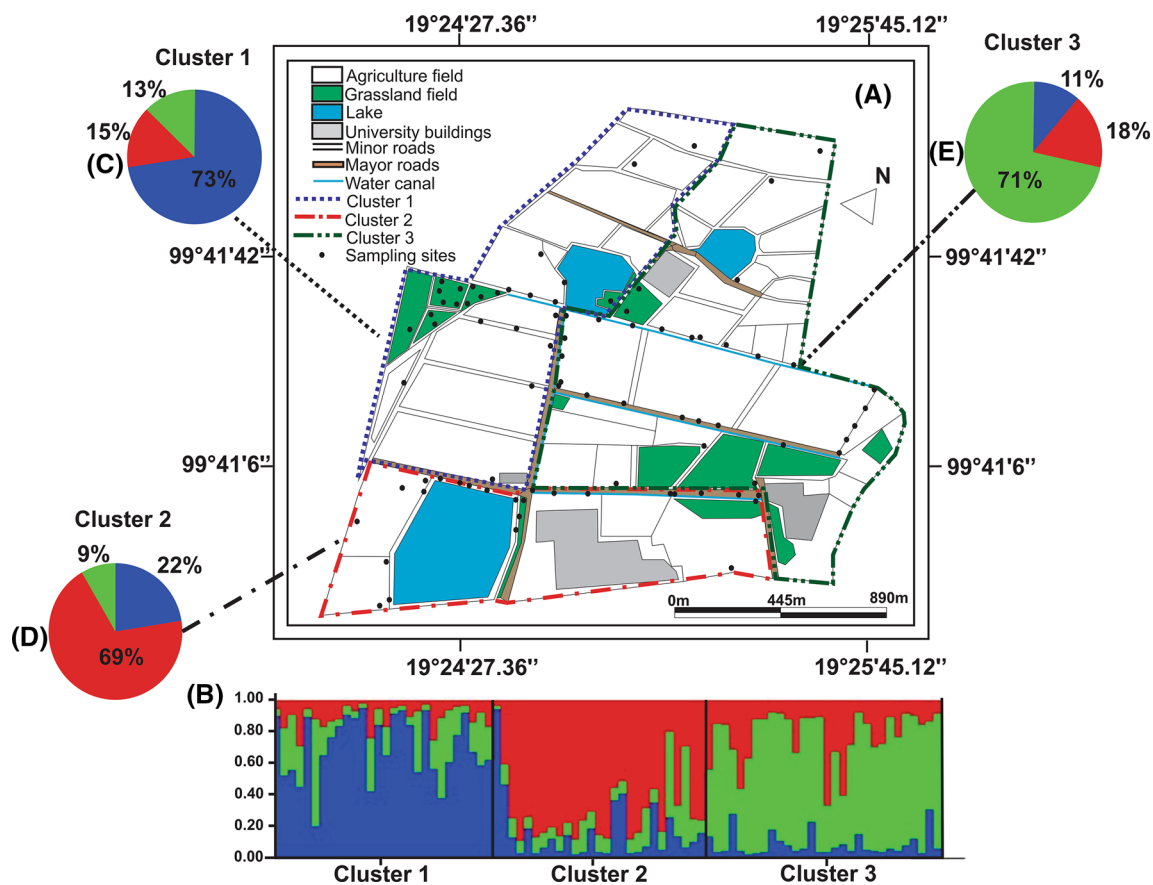 19°24'27.36''
19°25'45.12''
Cluster 1
13%
15%
(C)
73%
Agriculture field
Grassland field
Lake
University buildings
Minor roads
Mayor roads
Water canal
Cluster 1
Cluster 2
Cluster 3
Sampling sites
(A)
N
Cluster 3
11%
18%
(E)
71%
99°41'42''
99°41'42''
99°41'6''
99°41'6''
Cluster 2
9%
22%
(D)
69%
0m
445m
890m
19°24'27.36''
19°25'45.12''
(B)
1.00
0.80
0.60
0.40
0.20
0.00
Cluster 1
Cluster 2
Cluster 3